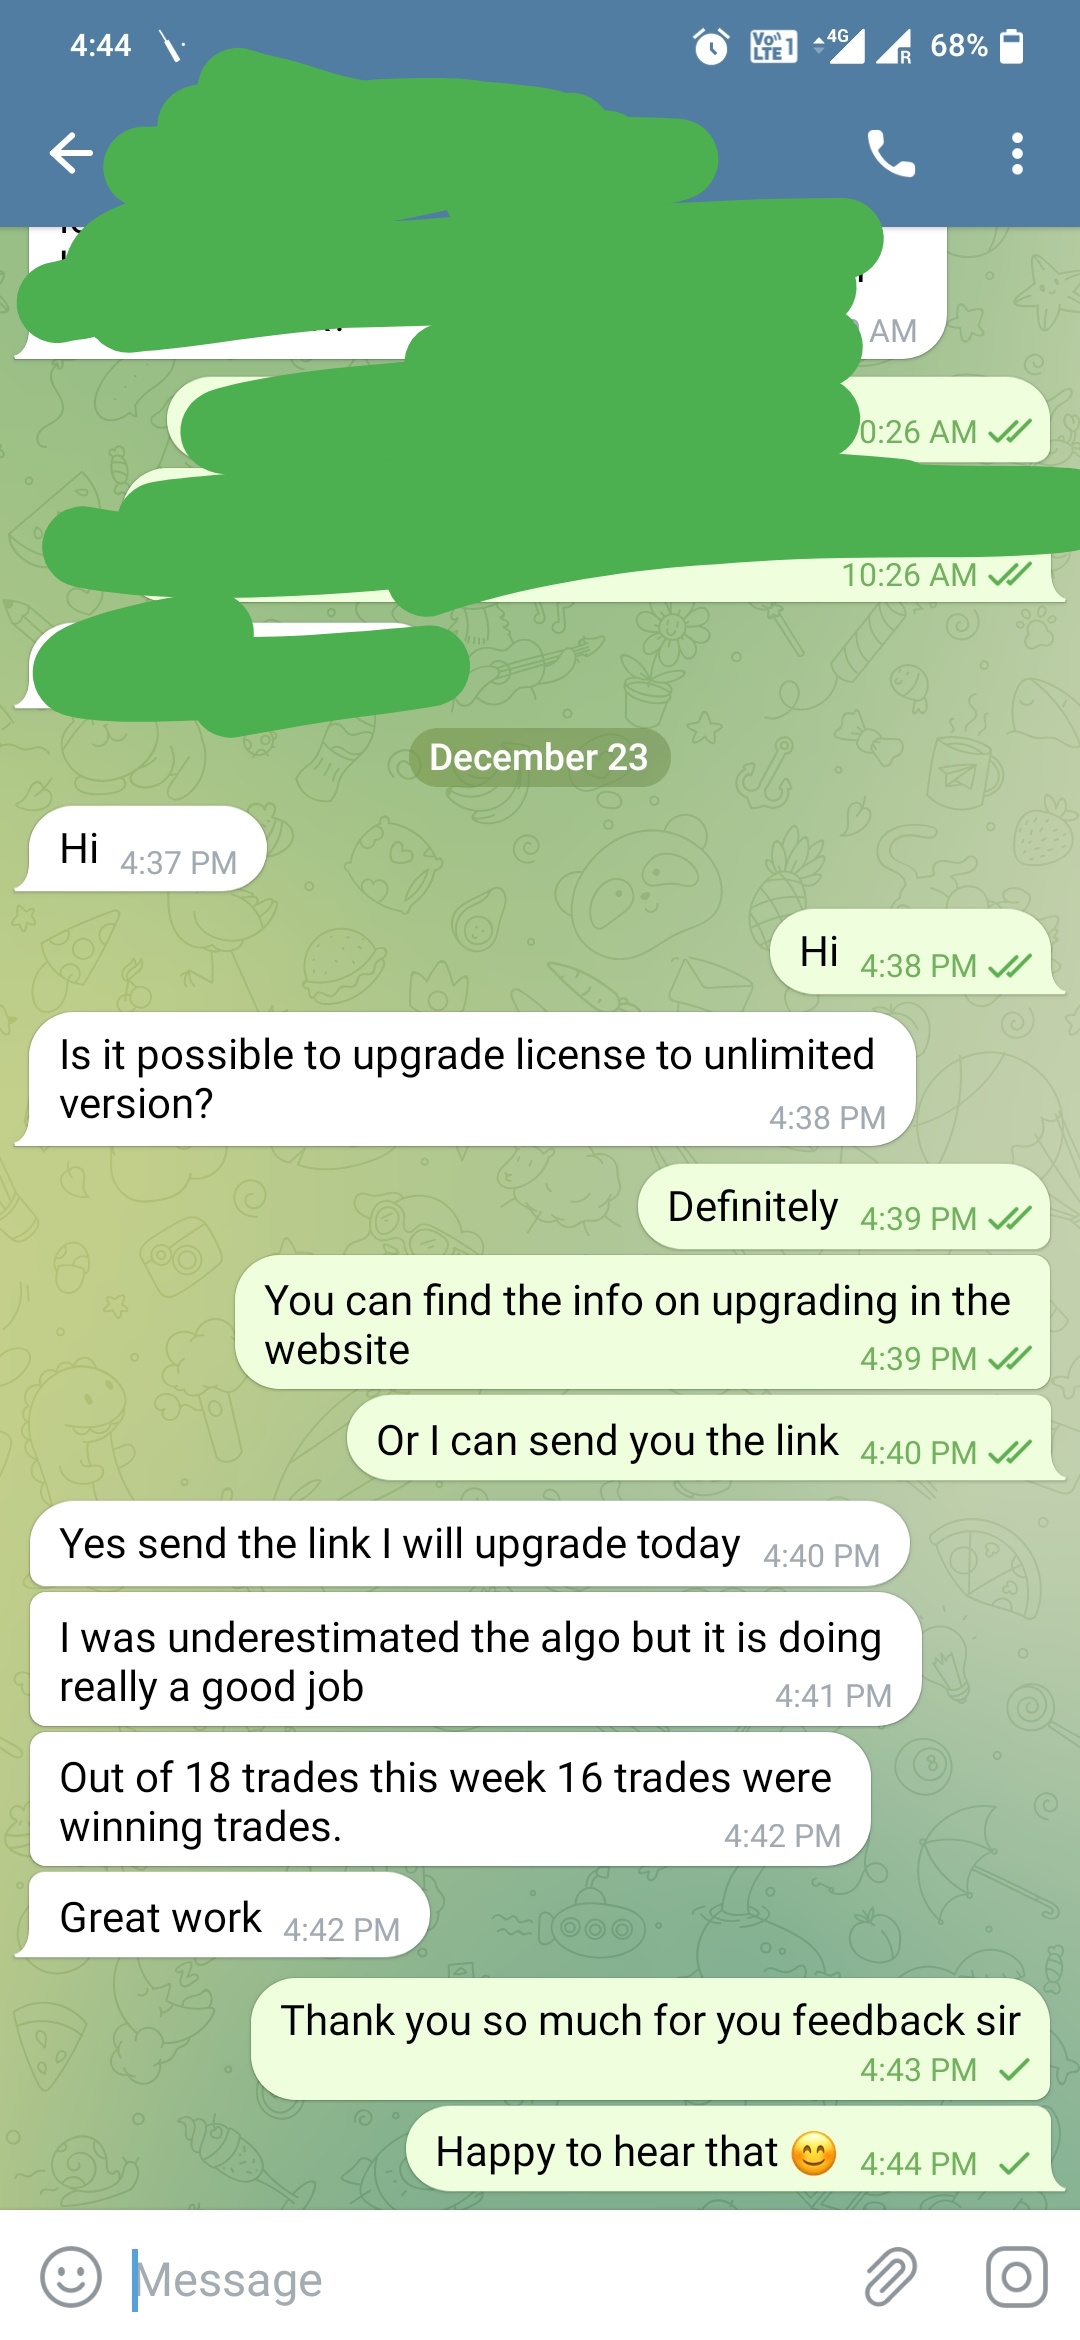 4:44
Vo)) LTE 1
4G
R
68%
AM
0:26 AM
10:26 AM
December 23
Hi 4:37 PM
Hi 4:38 PM
Is it possible to upgrade license to unlimited
version?
4:38 PM
Definitely 4:39 PM
You can find the info on upgrading in the
website 4:39 PM
Or I can send you the link 4:40 PM
Yes send the link I will upgrade today 4:40 PM
I was underestimated the algo but it is doing
really a good job 4:41 PM
Out of 18 trades this week 16 trades were
winning trades. 4:42 PM
Great work 4:42 PM
Thank you so much for you feedback sir
4:43 PM
Happy to hear that 😊 4:44 PM
Message